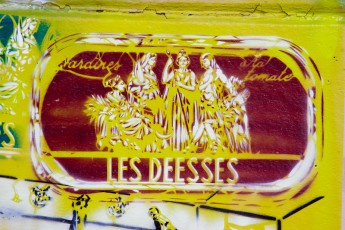 Sardines
à la
tomate
LES DEESSES